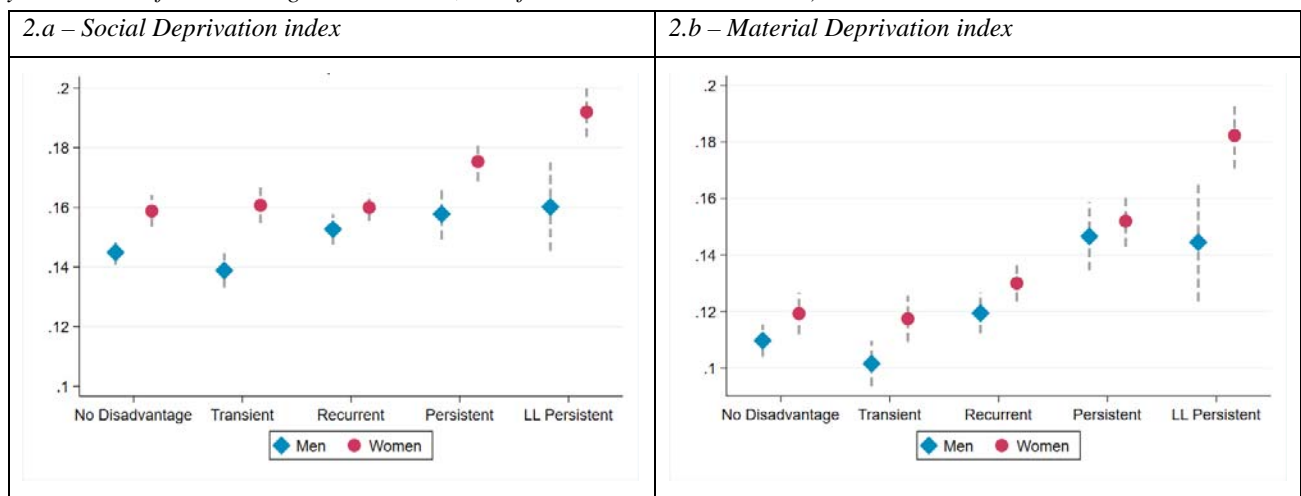 2.a – Social Deprivation index
2.b – Material Deprivation index
.2
.18
.16
.14
.12
.1
No Disadvantage Transient Recurrent Persistent LL Persistent
Men Women
.2
.18
.16
.14
.12
.1
No Disadvantage Transient Recurrent Persistent LL Persistent
Men Women